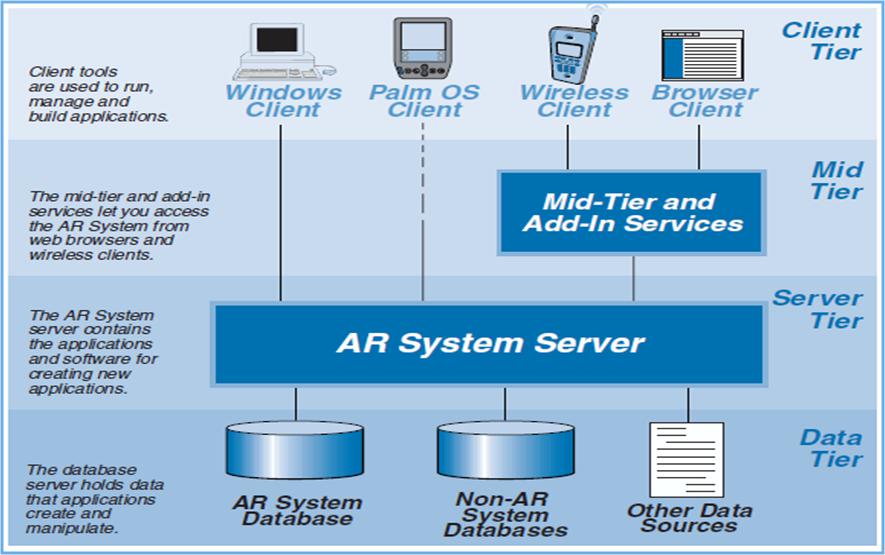 Client
Tier
Client tools
are used to run,
manage and
build applications.
Windows
Client
Palm OS
Client
Wireless
Client
Browser
Client
Mid
Tier
The mid-tier and add-in
services let you access
the AR System from
web browsers and
wireless clients.
Mid-Tier and
Add-In Services
Server
Tier
The AR System
server contains
the applications
and software for
creating new
applications.
AR System Server
Data
Tier
The database
server holds data
that applications
create and
manipulate.
AR System
Database
Non-AR
System
Databases
Other Data
Sources